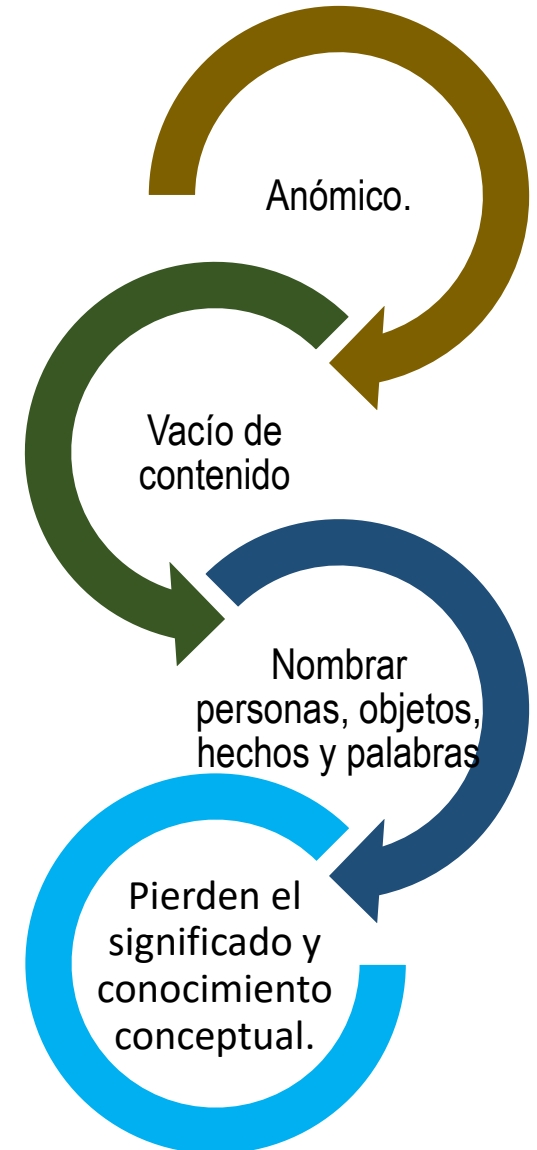 Anómico.
Vacío de
contenido
Nombrar
personas, objetos,
hechos y palabras
Pierden el
significado y
conocimiento
conceptual.